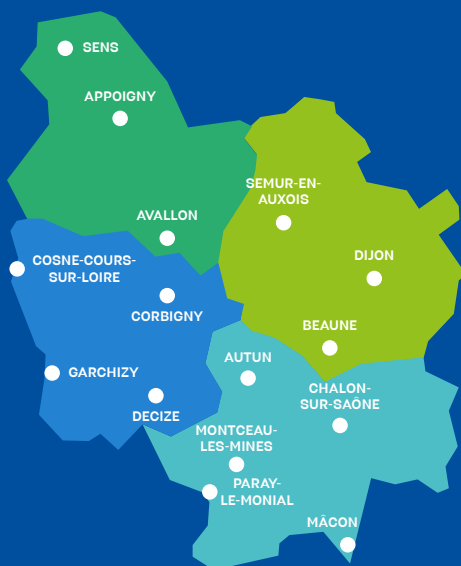 SENS
APPOIGNY
SEMUR-EN-
AUXOIS
AVALLON
DIJON
COSNE-COURS-
SUR-LOIRE
CORBIGNY
BEAUNE
AUTUN
GARCHIZY
CHALON-
SUR-SAÔNE
DECIZE
MONTCEAU-
LES-MINES
PARAY-
LE-MONIAL
MÂCON